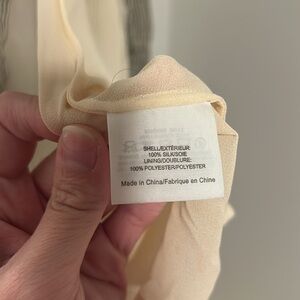 SHELL/EXTÉRIEUR:
100% SILK/SOIE
LINING/DOUBLURE:
100% POLYESTER/POLYESTER
Made in China/Fabriqué en Chine